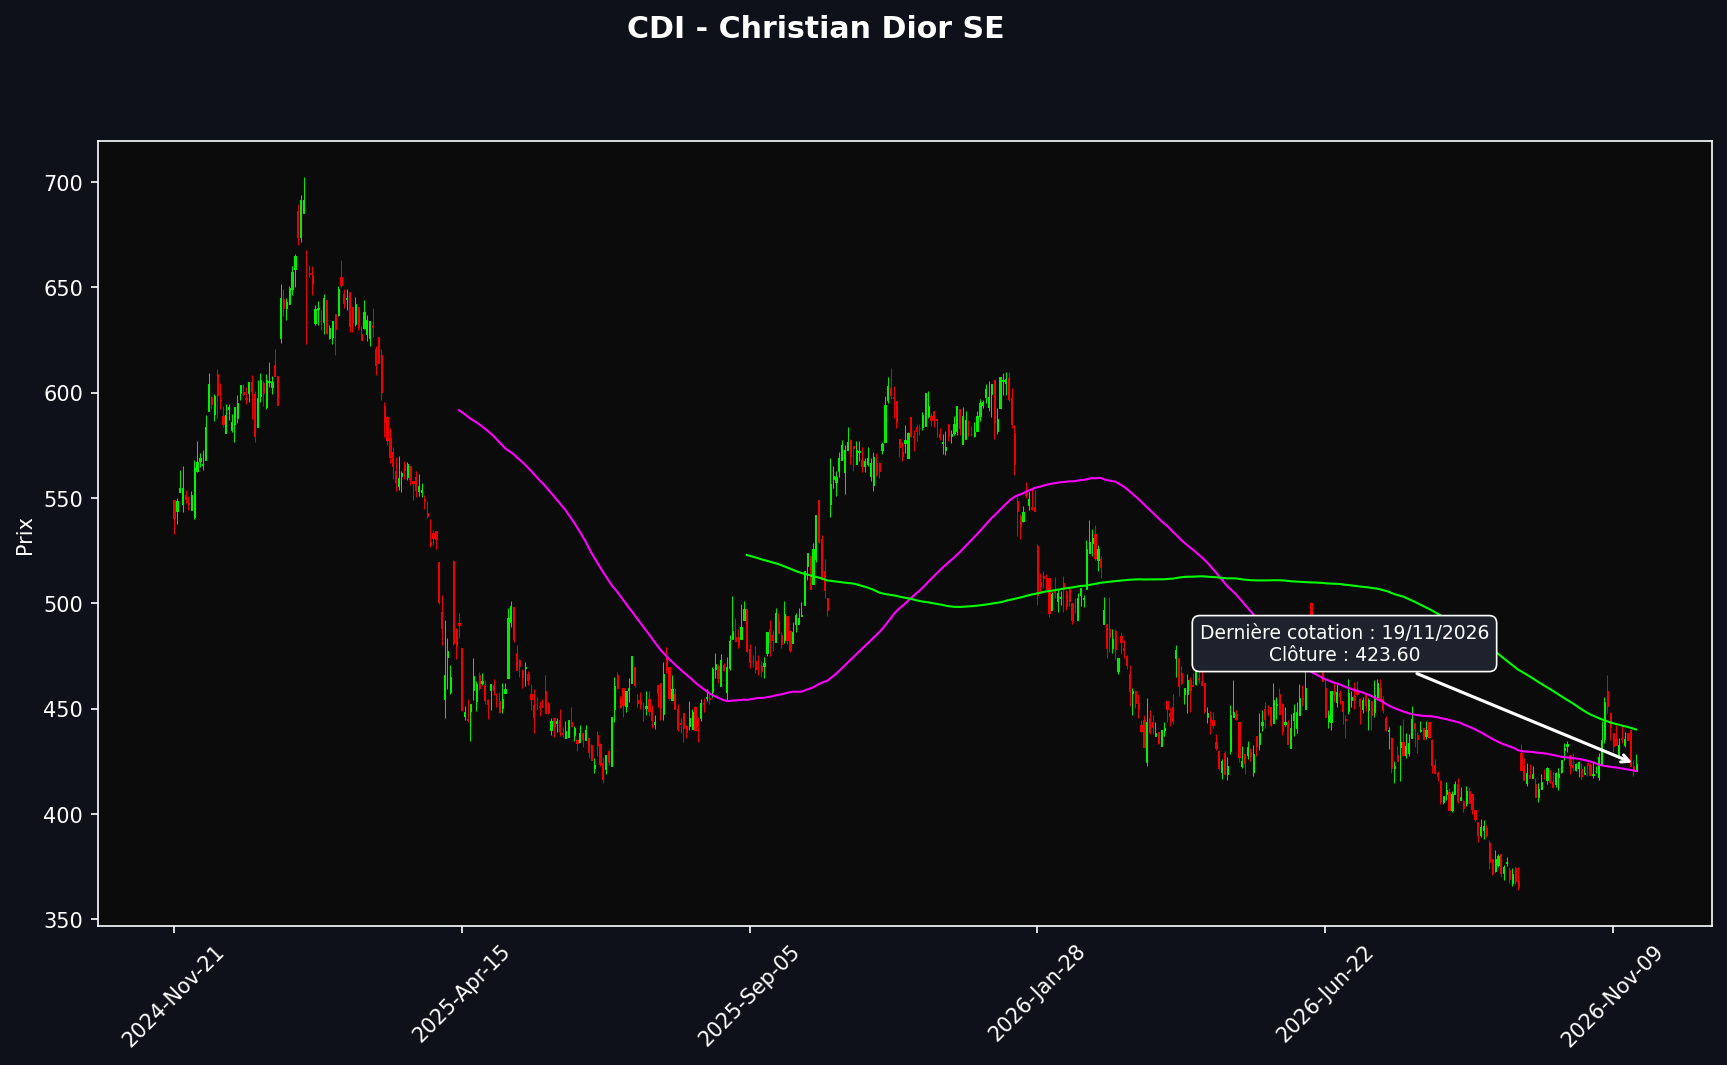 CDI - Christian Dior SE
Prix
700
650
600
550
500
450
400
350
Dernière cotation : 19/11/2026
Clôture : 423.60
2024-Nov-21
2025-Apr-15
2025-Sep-05
2026-Jan-28
2026-Jun-22
2026-Nov-09